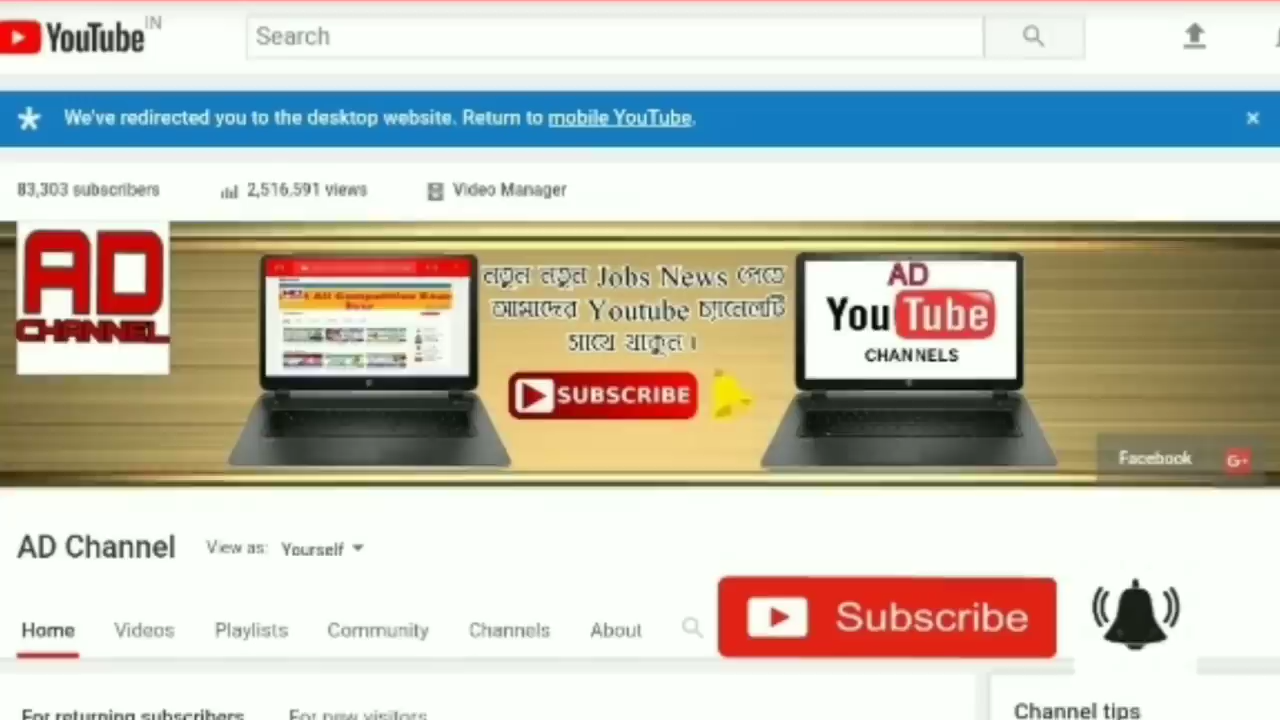 YouTube IN
Search
We've redirected you to the desktop website. Return to mobile YouTube.
83,303 subscribers
2,516,591 views
Video Manager
AD
CHANNEL
নতুন নতুন Jobs News পেতে
আমাদের Youtube চ্যানেলটি
সাথে থাকুন।
SUBSCRIBE
AD
YouTube
CHANNELS
Facebook
G+
AD Channel
View as: Yourself
Home Videos Playlists Community Channels About
Subscribe
For returning subscribers
For new visitors
Channel tips